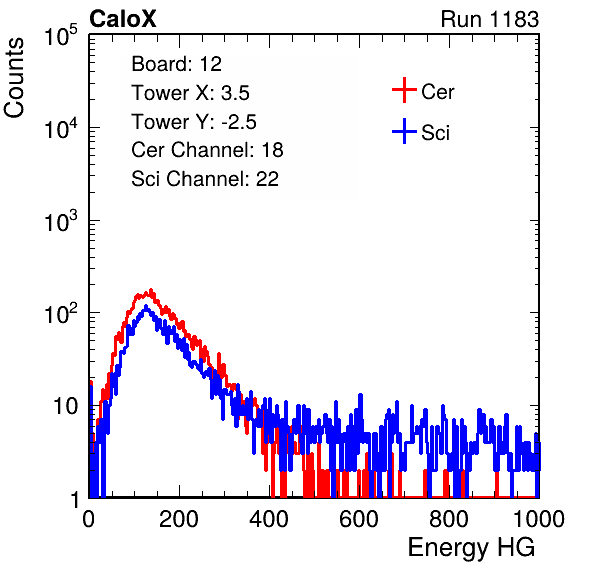 CaloX
Run 1183
Counts
10^5
10^4
10^3
10^2
10
1
Board: 12
Tower X: 3.5
Tower Y: -2.5
Cer Channel: 18
Sci Channel: 22
Cer
Sci
0 200 400 600 800 1000
Energy HG